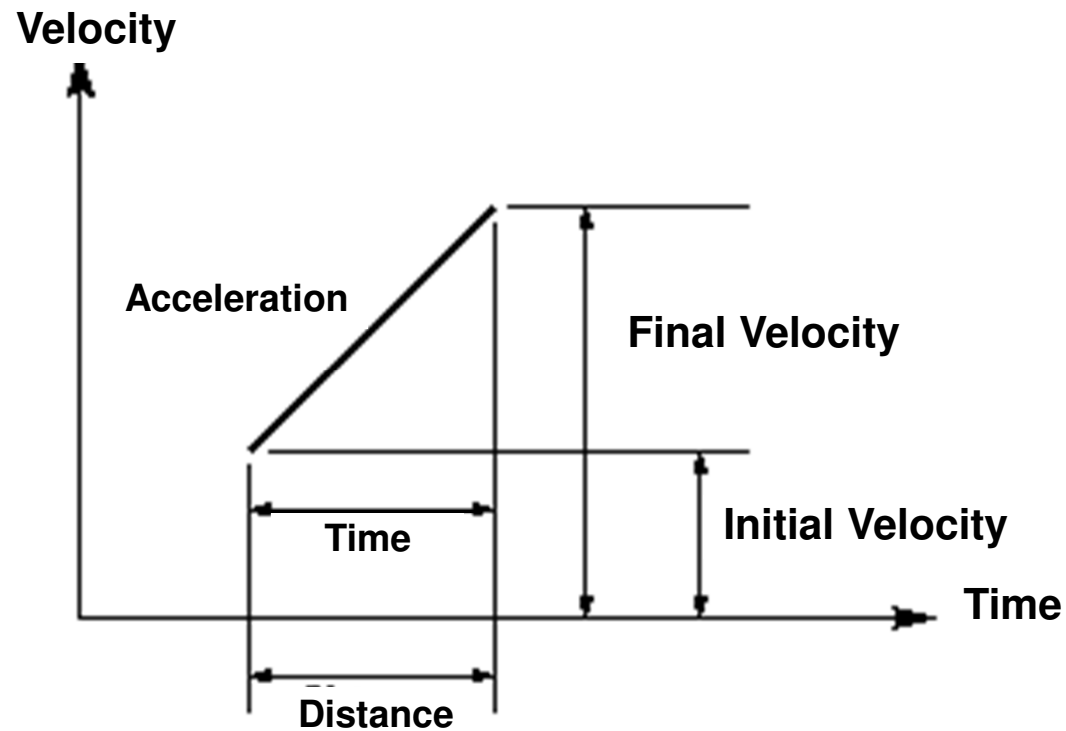 Velocity
Acceleration
Final Velocity
Time
Initial Velocity
Time
Distance